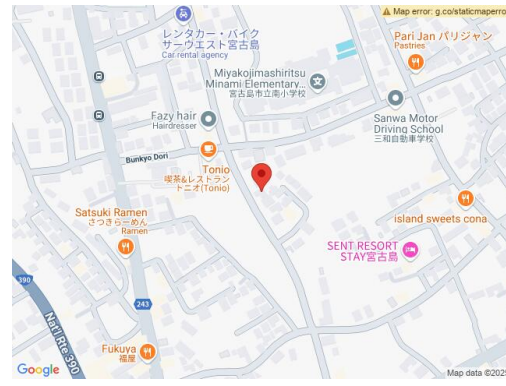 Map error: g.co/staticmaperro
レンタカー・バイク
サーウエスト宮古島
Car rental agency
Pari Jan パリジャン
Pastries
Miyakojimashiritsu
Minami Elementary...
宮古島市立南小学校
Fazy hair
Hairdresser
Sanwa Motor
Driving School
三和自動車学校
Bunkyo Dori
Tonio
喫茶&レストラン
トニオ(Tonio)
Satsuki Ramen
さつきらーめん
Ramen
island sweets cona
SENT RESORT
STAY宮古島
390
390
243
Nat'l Rte 390
Fukuya
福屋
Google
Map data ©2025